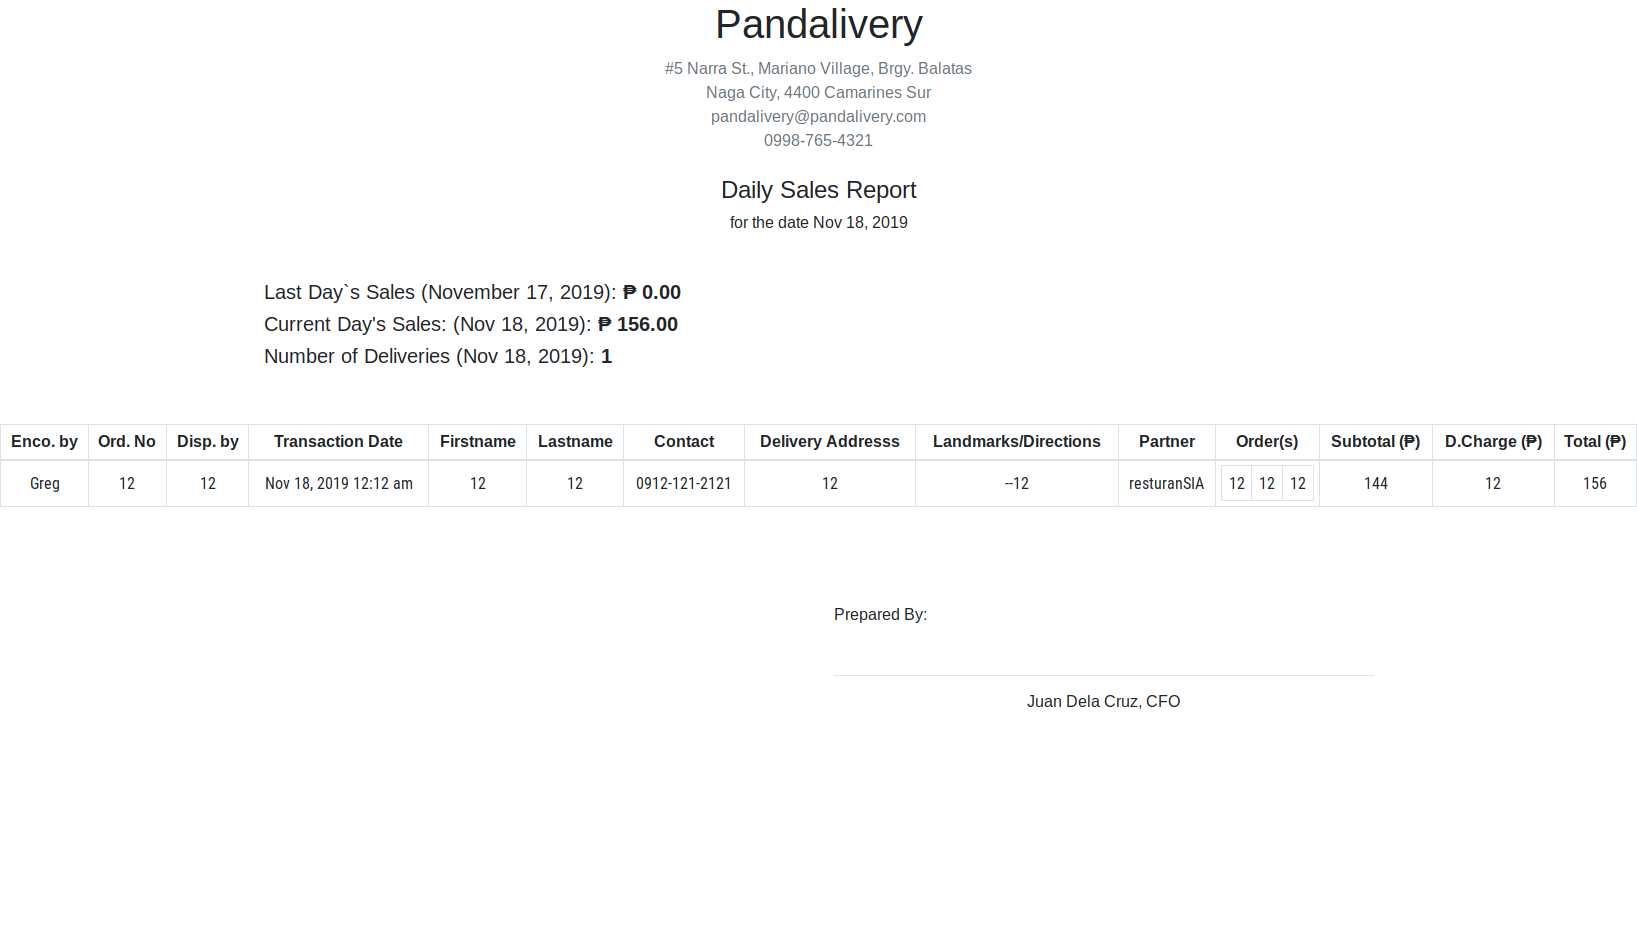 Pandalivery
#5 Narra St., Mariano Village, Brgy. Balatas
Naga City, 4400 Camarines Sur
pandalivery@pandalivery.com
0998-765-4321
Daily Sales Report
for the date Nov 18, 2019
Last Day`s Sales (November 17, 2019): ₱ 0.00
Current Day's Sales: (Nov 18, 2019): ₱ 156.00
Number of Deliveries (Nov 18, 2019): 1
Enco. by Ord. No Disp. by Transaction Date Firstname Lastname Contact Delivery Addresss Landmarks/Directions Partner Order(s) Subtotal (₱) D.Charge (₱) Total (₱)
Greg 12 12 Nov 18, 2019 12:12 am 12 12 0912-121-2121 12 --12 resturanSIA 12 12 12 144 12 156
Prepared By:
Juan Dela Cruz, CFO